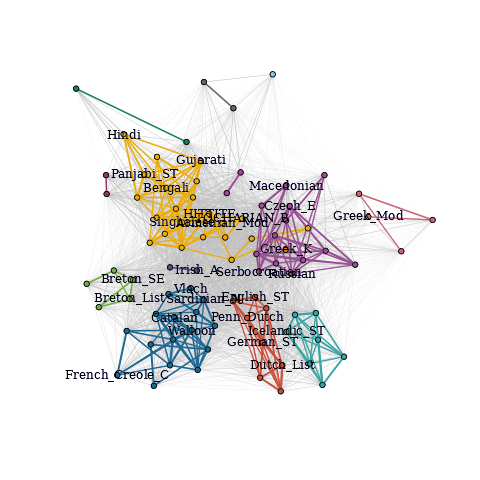 Hindi
Gujarati
Panjabi_ST
Bengali
Macedonian
Czech_E
HITTITE
TOCHARIAN_B
Greek_Mod
Singhalese
Armenian_Mod
Greek_K
Irish_A
Serbocroatian
Russian
Breton_SE
Vlach
Breton_List
Sardinian_N
English_ST
Catalan
Penn_Dutch
Walloon
Icelandic_ST
German_ST
Dutch_List
French_Creole_C